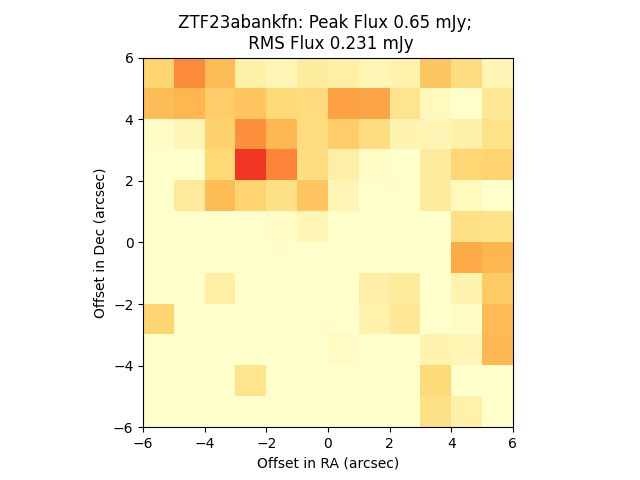 ZTF23abankfn: Peak Flux 0.65 mJy;
RMS Flux 0.231 mJy
6
4
2
0
−2
−4
−6
Offset in Dec (arcsec)
−6 −4 −2 0 2 4 6
Offset in RA (arcsec)